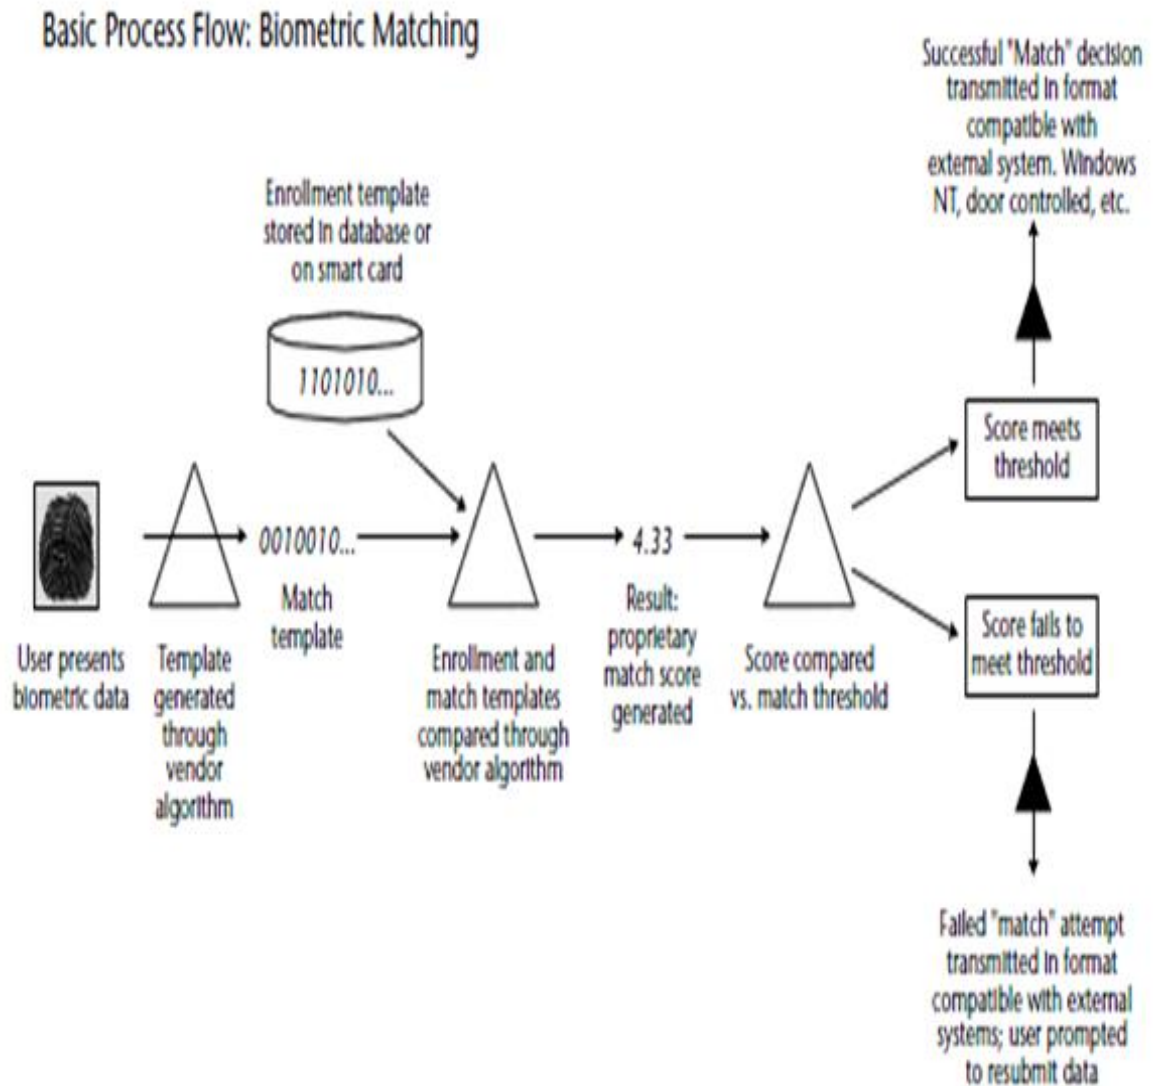 Basic Process Flow: Biometric Matching
Successful "Match" decision
transmitted in format
compatible with
external system. Windows
NT, door controlled, etc.
Enrollment template
stored in database or
on smart card
1101010...
Score meets
threshold
0010010...
4.33
Match
template
Result:
proprietary
match score
generated
Score fails to
meet threshold
User presents
biometric data
Template
generated
through
vendor
algorithm
Enrollment and
match templates
compared through
vendor algorithm
Score compared
vs. match threshold
Failed "match" attempt
transmitted in format
compatible with external
systems; user prompted
to resubmit data